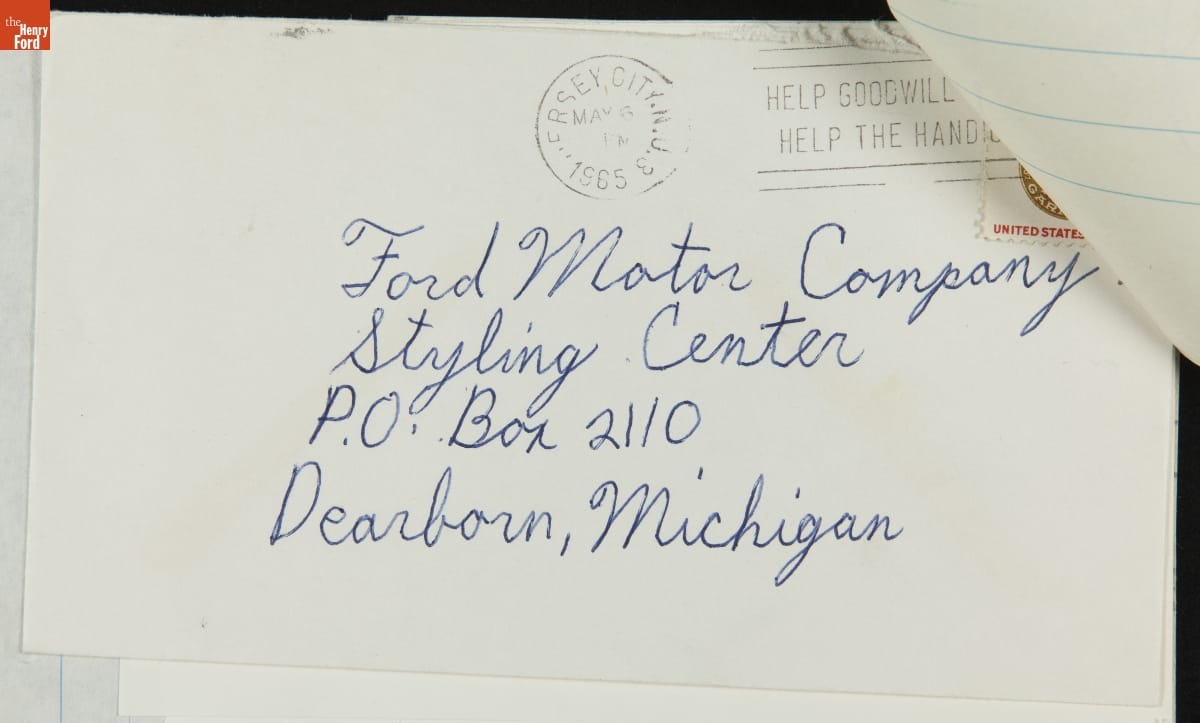 the
Henry
Ford
JERSEY CITY, N.J.
MAY 6
PM
1965
HELP GOODWILL
HELP THE
UNITED STATES
Ford Motor Company
Styling Center
P.O. Box 2110
Dearborn, Michigan